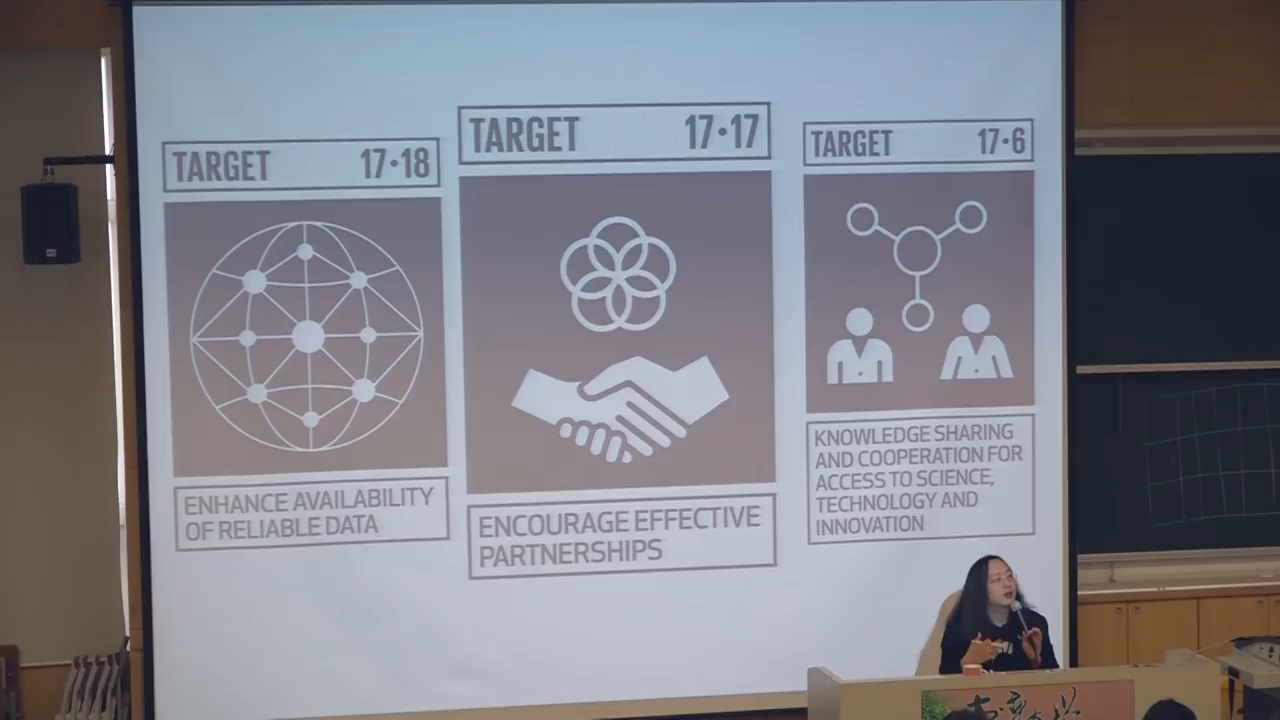 TARGET 17•18
ENHANCE AVAILABILITY
OF RELIABLE DATA
TARGET 17•17
ENCOURAGE EFFECTIVE
PARTNERSHIPS
TARGET 17•6
KNOWLEDGE SHARING
AND COOPERATION FOR
ACCESS TO SCIENCE,
TECHNOLOGY AND
INNOVATION